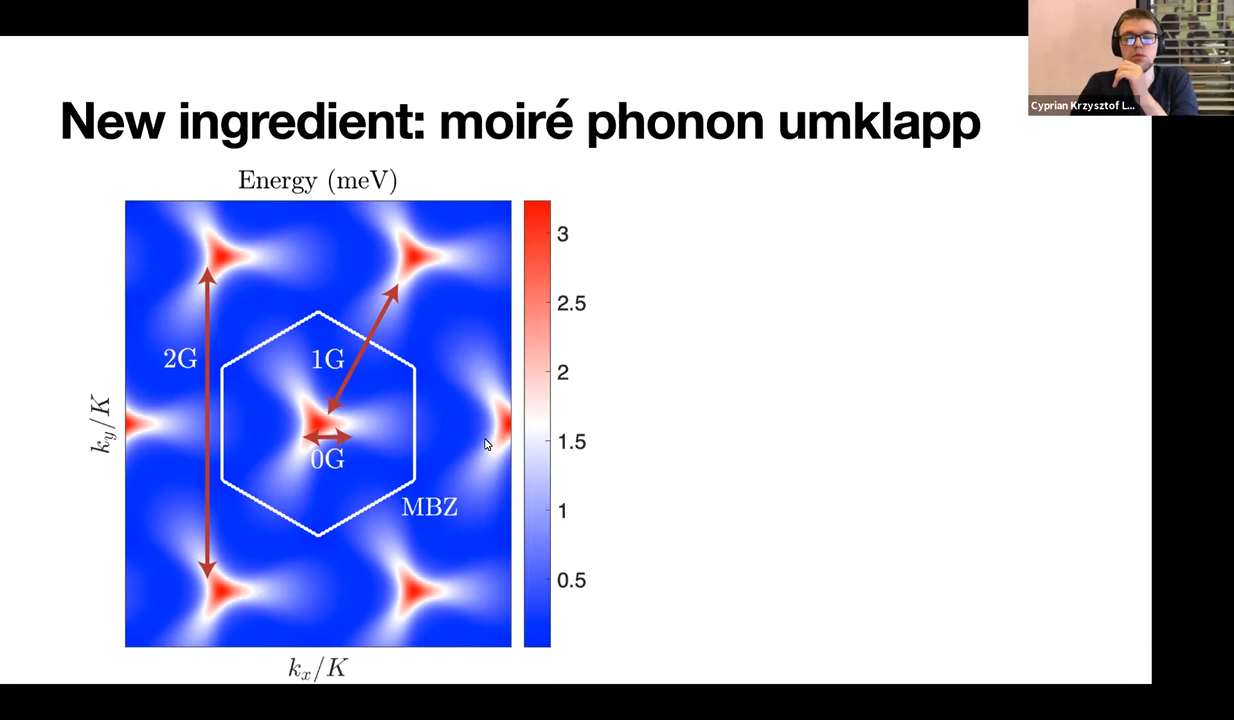 Cyprian Krzysztof L...
New ingredient: moiré phonon umklapp
Energy (meV)
3
2.5
2
1.5
1
0.5
2G
1G
0G
MBZ
k_y/K
k_x/K